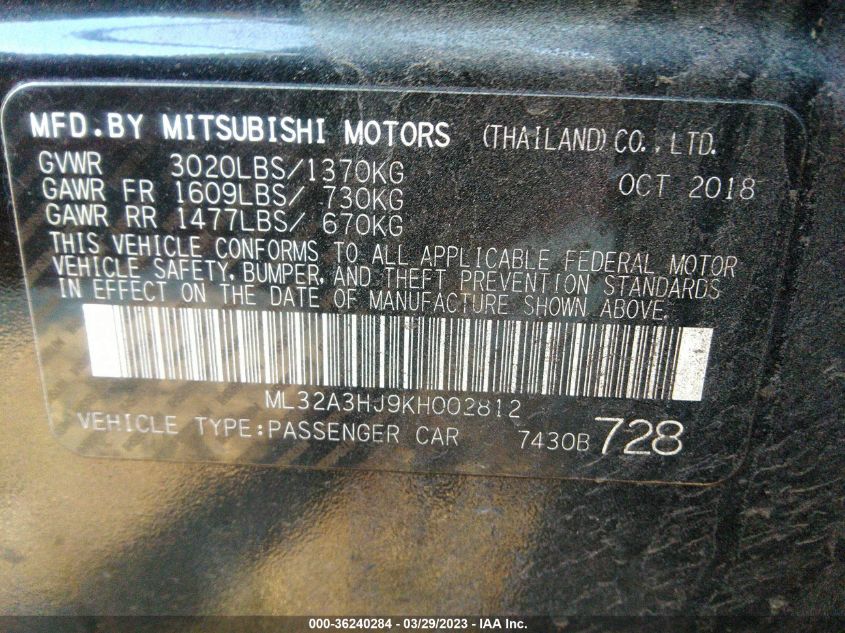 MFD.BY MITSUBISHI MOTORS (THAILAND) CO., LTD.
GVWR 3020LBS/1370KG OCT 2018
GAWR FR 1609LBS/ 730KG
GAWR RR 1477LBS/ 670KG
THIS VEHICLE CONFORMS TO ALL APPLICABLE FEDERAL MOTOR
VEHICLE SAFETY, BUMPER, AND THEFT PREVENTION STANDARDS
IN EFFECT ON THE DATE OF MANUFACTURE SHOWN ABOVE.
ML32A3HJ9KH002812
VEHICLE TYPE:PASSENGER CAR 7430B 728
000-36240284 - 03/29/2023 - IAA Inc.